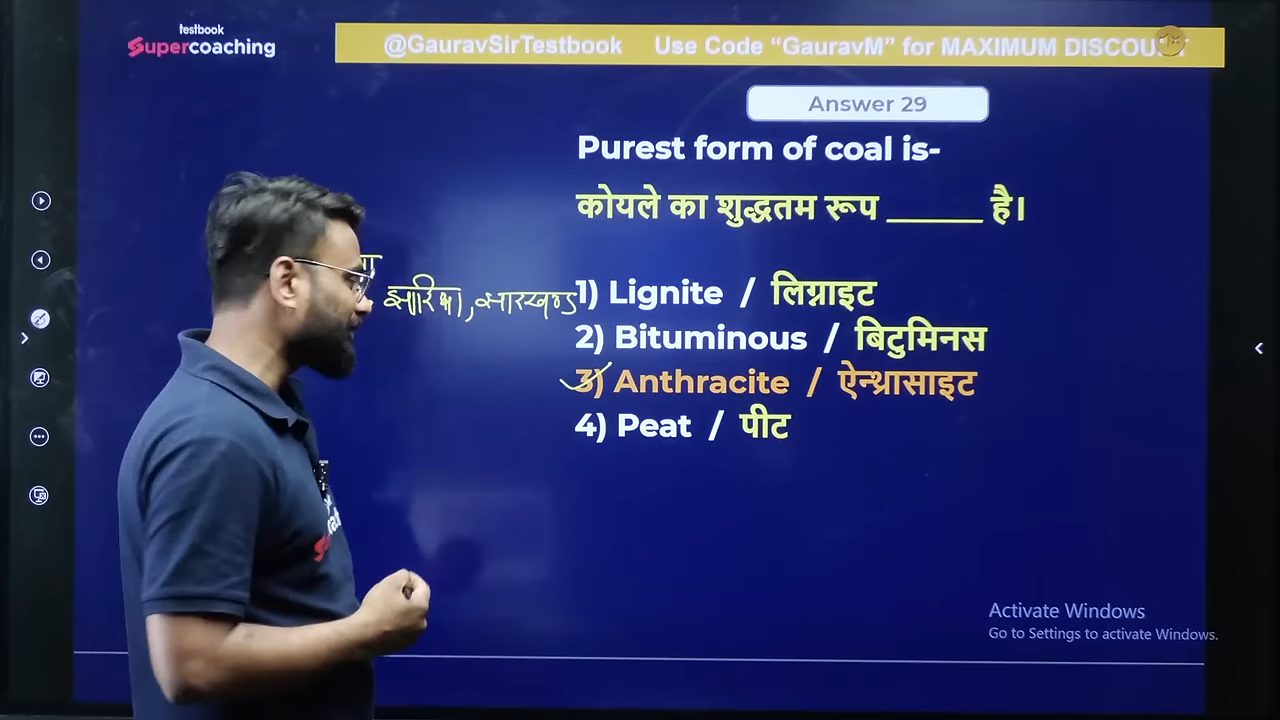 testbook
Supercoaching
@GauravSirTestbook Use Code “GauravM” for MAXIMUM DISCOUNT
Answer 29
Purest form of coal is-
कोयले का शुद्धतम रूप ______ है।
1) Lignite / लिग्नाइट
2) Bituminous / बिटुमिनस
3) Anthracite / ऐन्थ्रासाइट
4) Peat / पीट
Activate Windows
Go to Settings to activate Windows.